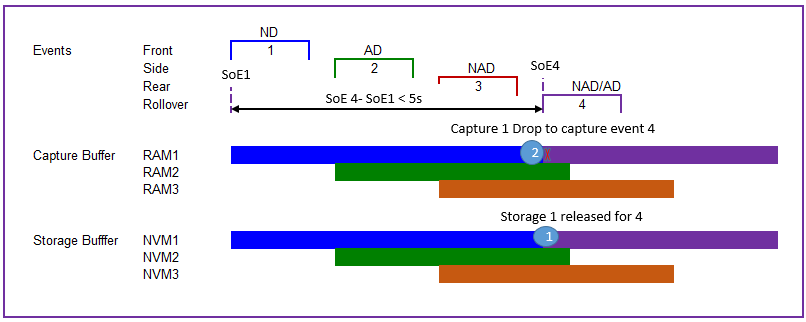 ND
Events Front 1 AD
Side 2 NAD SoE4
SoE1
Rear 3 NAD/AD
Rollover SoE 4- SoE1 < 5s 4
Capture 1 Drop to capture event 4
Capture Buffer RAM1 2 x
RAM2
RAM3
Storage 1 released for 4
Storage Bufffer NVM1 1
NVM2
NVM3